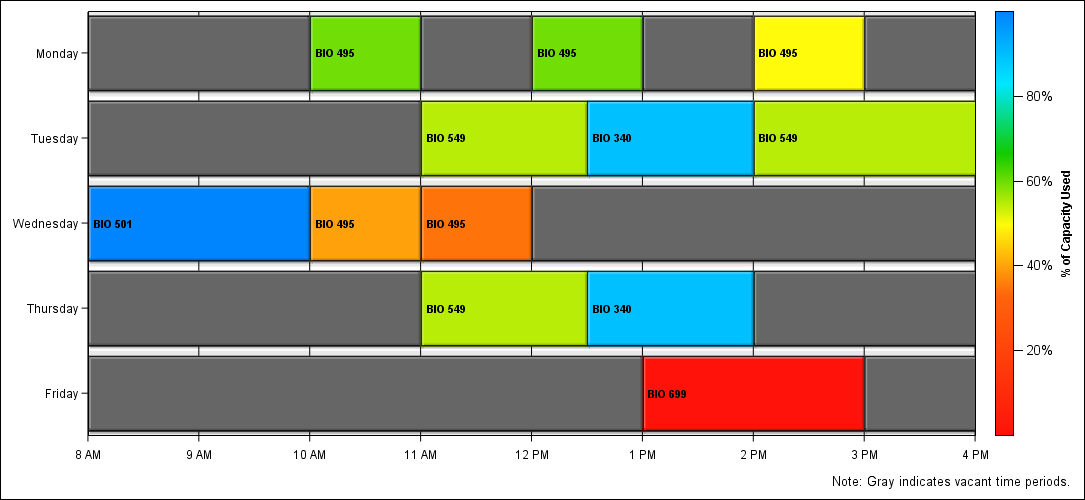 Monday
BIO 495
BIO 495
BIO 495
Tuesday
BIO 549
BIO 340
BIO 549
Wednesday
BIO 501
BIO 495
BIO 495
Thursday
BIO 549
BIO 340
Friday
BIO 699
8 AM
9 AM
10 AM
11 AM
12 PM
1 PM
2 PM
3 PM
4 PM
80%
60%
40%
20%
% of Capacity Used
Note: Gray indicates vacant time periods.